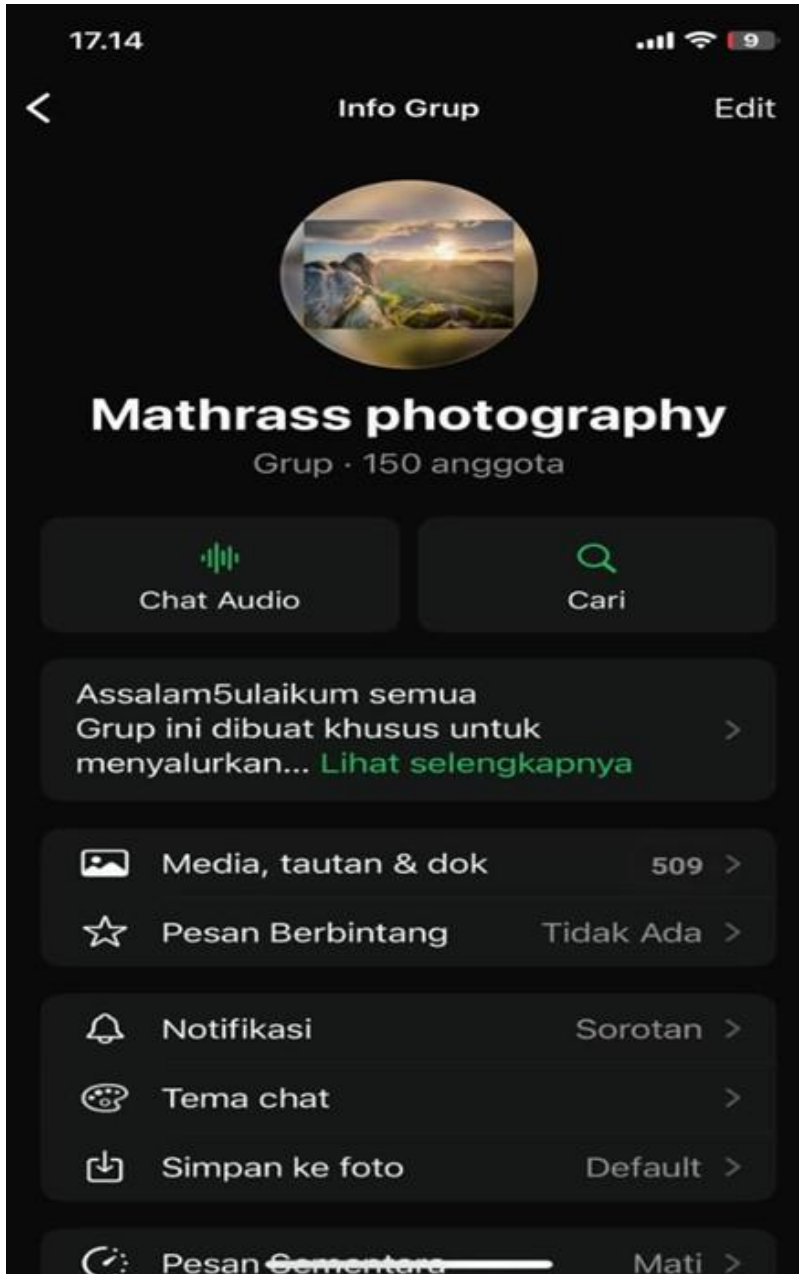 17.14
9
Info Grup
Edit
Mathrass photography
Grup · 150 anggota
Chat Audio
Cari
Assalam5ulaikum semua
Grup ini dibuat khusus untuk
menyalurkan... Lihat selengkapnya
Media, tautan & dok 509
Pesan Berbintang Tidak Ada
Notifikasi Sorotan
Tema chat
Simpan ke foto Default
Pesan Sementara Mati